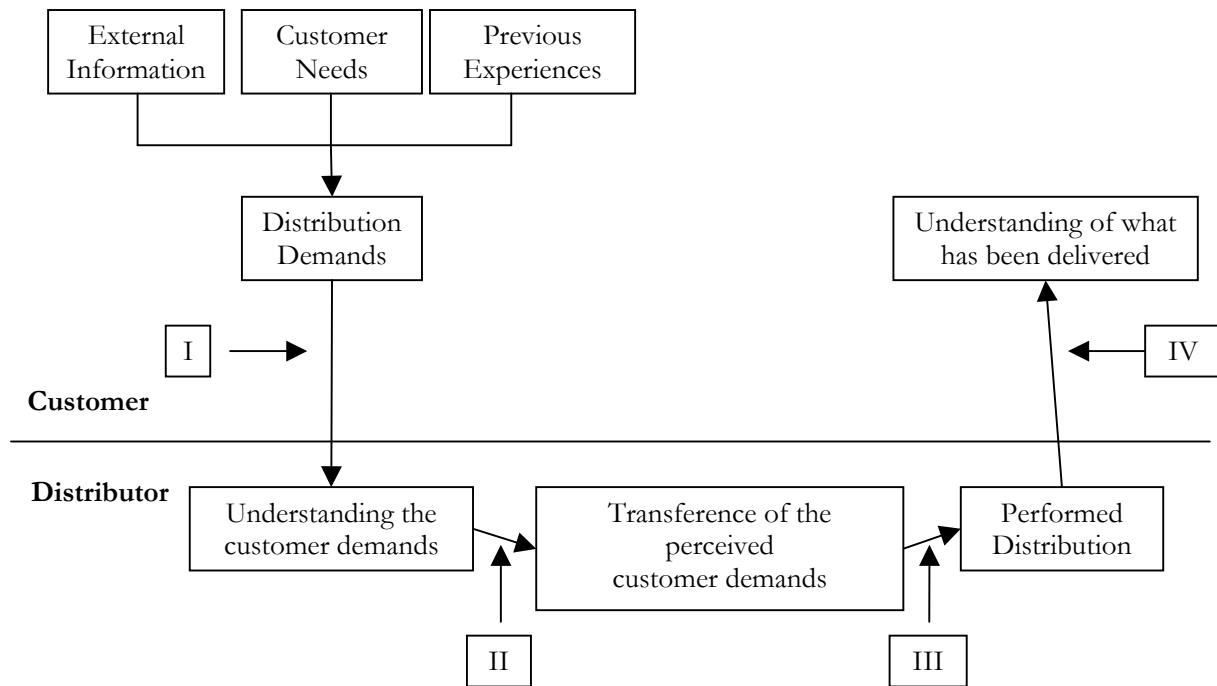 External
Information
Customer
Needs
Previous
Experiences
Distribution
Demands
Understanding of what
has been delivered
I
IV
Customer
Distributor
Understanding the
customer demands
Transference of the
perceived
customer demands
Performed
Distribution
II
III